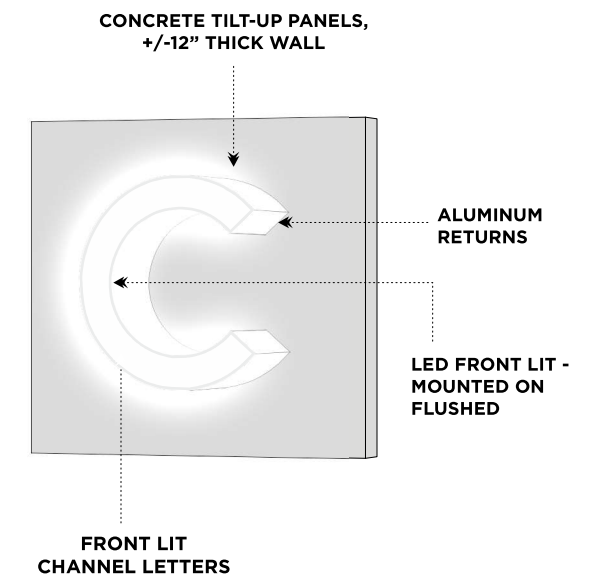 CONCRETE TILT-UP PANELS,
+/-12” THICK WALL
ALUMINUM
RETURNS
LED FRONT LIT -
MOUNTED ON
FLUSHED
FRONT LIT
CHANNEL LETTERS